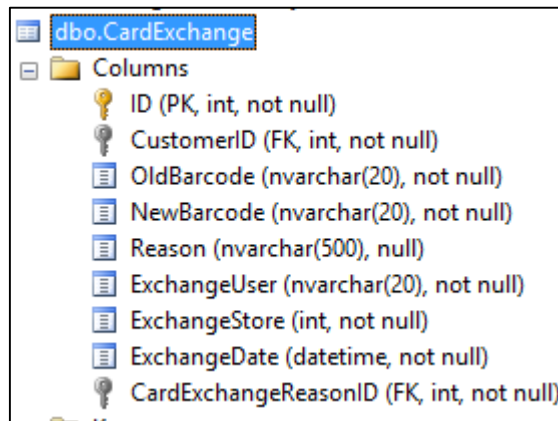 dbo.CardExchange
Columns
ID (PK, int, not null)
CustomerID (FK, int, not null)
OldBarcode (nvarchar(20), not null)
NewBarcode (nvarchar(20), not null)
Reason (nvarchar(500), null)
ExchangeUser (nvarchar(20), not null)
ExchangeStore (int, not null)
ExchangeDate (datetime, not null)
CardExchangeReasonID (FK, int, not null)